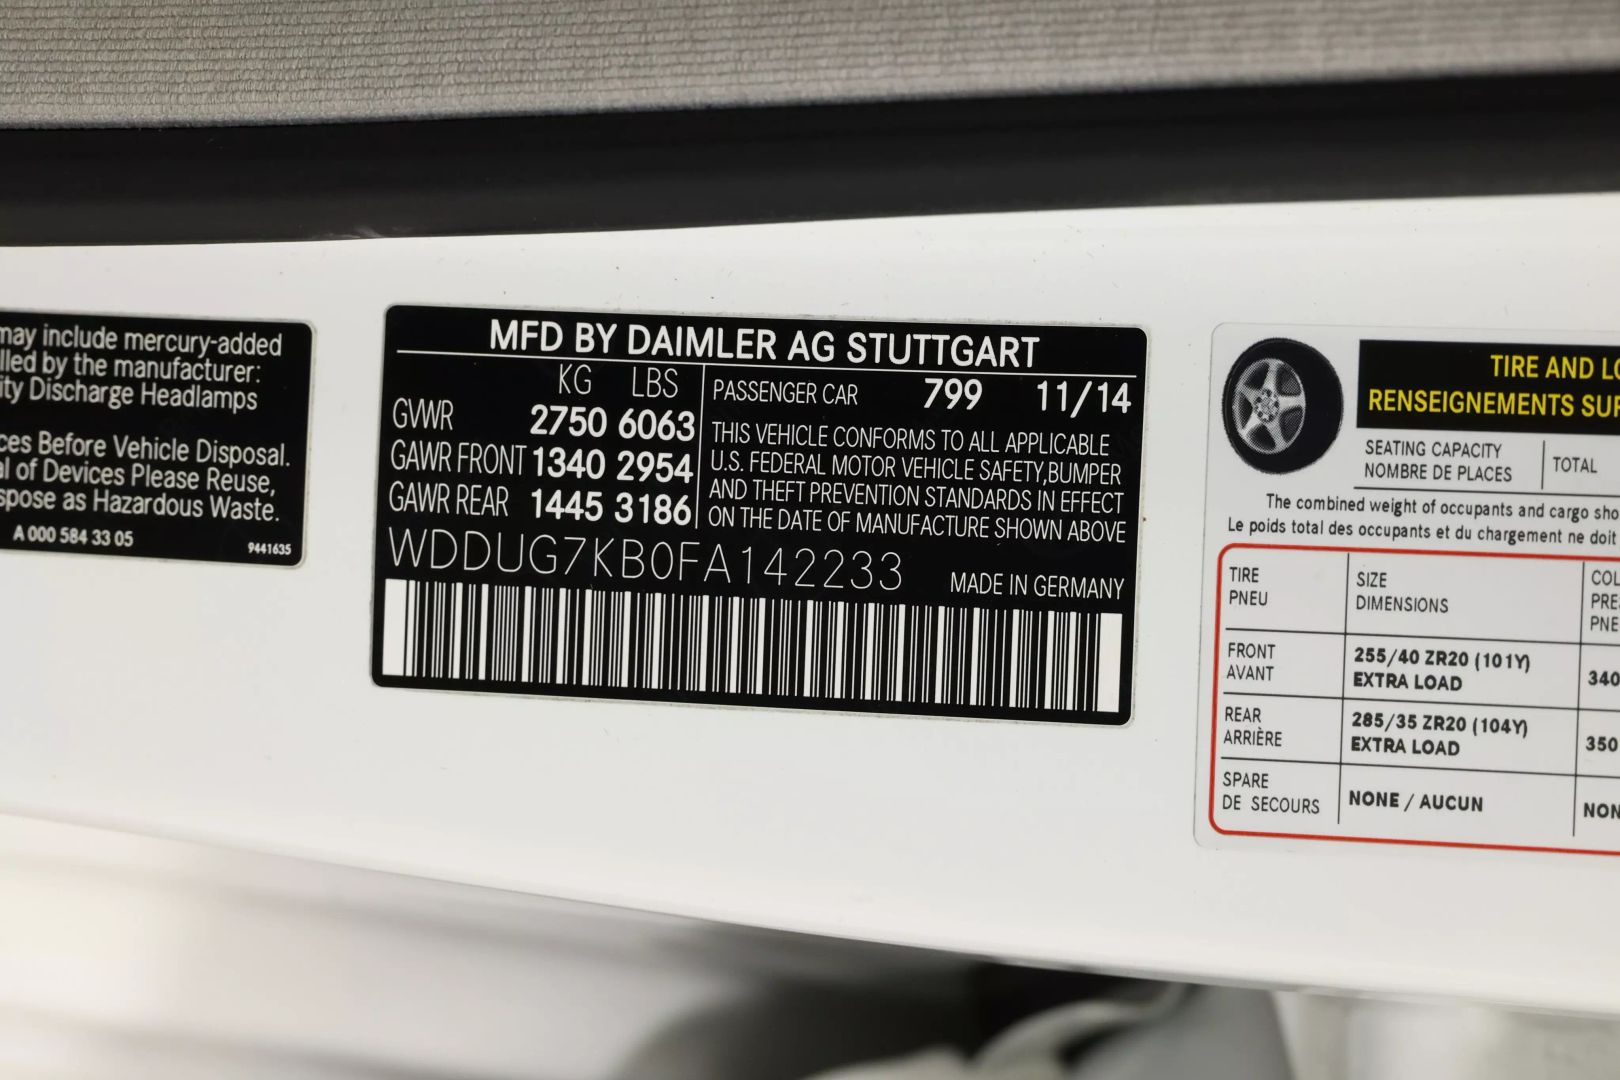 may include mercury-added
lled by the manufacturer:
ity Discharge Headlamps
ces Before Vehicle Disposal.
al of Devices Please Reuse,
spose as Hazardous Waste.
A 000 584 33 05
9441635
MFD BY DAIMLER AG STUTTGART
KG LBS
GVWR 2750 6063
GAWR FRONT 1340 2954
GAWR REAR 1445 3186
PASSENGER CAR 799 11/14
THIS VEHICLE CONFORMS TO ALL APPLICABLE
U.S. FEDERAL MOTOR VEHICLE SAFETY,BUMPER
AND THEFT PREVENTION STANDARDS IN EFFECT
ON THE DATE OF MANUFACTURE SHOWN ABOVE
WDDUG7KB0FA142233
MADE IN GERMANY
TIRE AND LO
RENSEIGNEMENTS SUR
SEATING CAPACITY
NOMBRE DE PLACES
TOTAL
The combined weight of occupants and cargo sho
Le poids total des occupants et du chargement ne doit
TIRE
PNEU
SIZE
DIMENSIONS
COL
PRE
PNE
FRONT
AVANT
255/40 ZR20 (101Y)
EXTRA LOAD
340
REAR
ARRIÈRE
285/35 ZR20 (104Y)
EXTRA LOAD
350
SPARE
DE SECOURS
NONE / AUCUN
NON